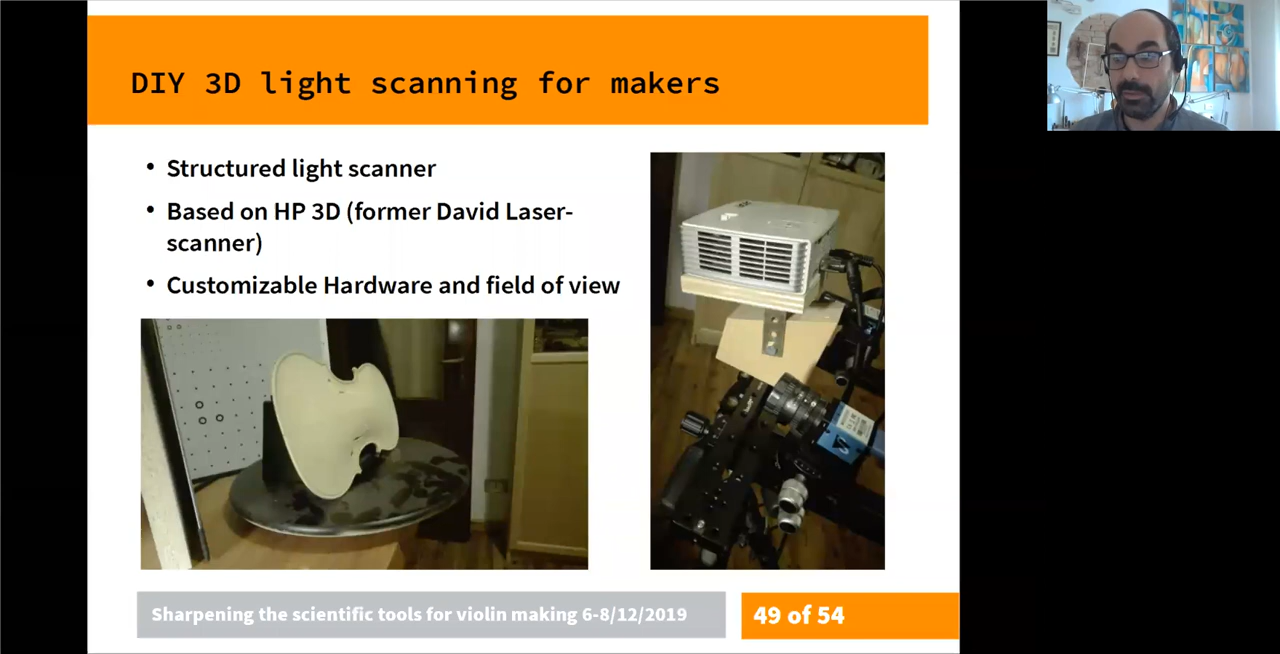 DIY 3D light scanning for makers
• Structured light scanner
• Based on HP 3D (former David Laser-
scanner)
• Customizable Hardware and field of view
Sharpening the scientific tools for violin making 6-8/12/2019
49 of 54